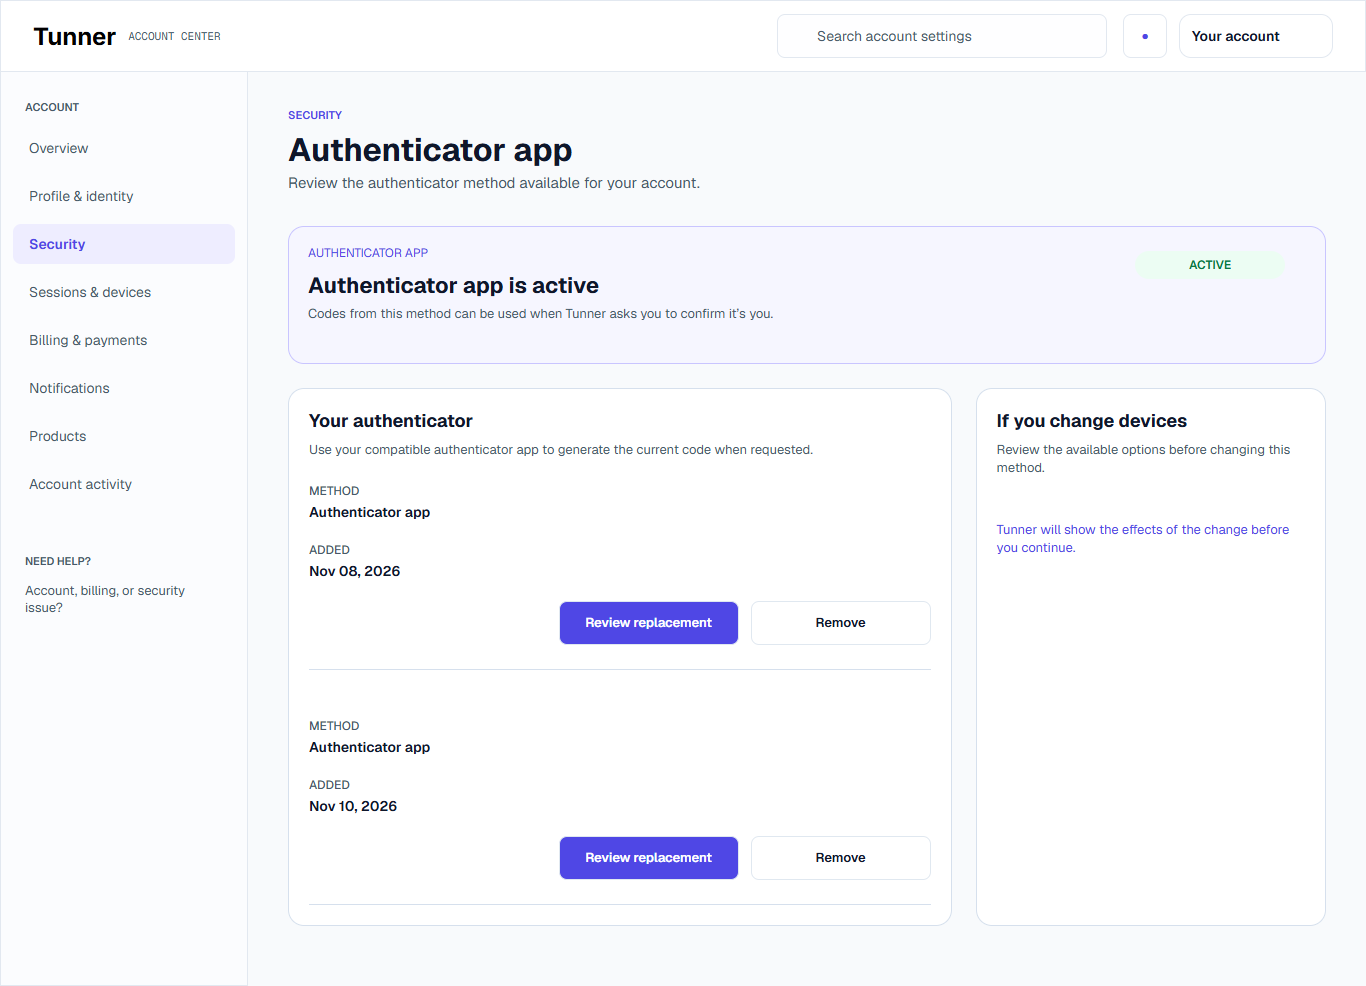 Tunner ACCOUNT CENTER
Search account settings
Your account
ACCOUNT
Overview
Profile & identity
Security
Sessions & devices
Billing & payments
Notifications
Products
Account activity
NEED HELP?
Account, billing, or security
issue?
SECURITY
Authenticator app
Review the authenticator method available for your account.
AUTHENTICATOR APP
ACTIVE
Authenticator app is active
Codes from this method can be used when Tunner asks you to confirm it's you.
Your authenticator
Use your compatible authenticator app to generate the current code when requested.
METHOD
Authenticator app
ADDED
Nov 08, 2026
Review replacement
Remove
METHOD
Authenticator app
ADDED
Nov 10, 2026
Review replacement
Remove
If you change devices
Review the available options before changing this
method.
Tunner will show the effects of the change before
you continue.